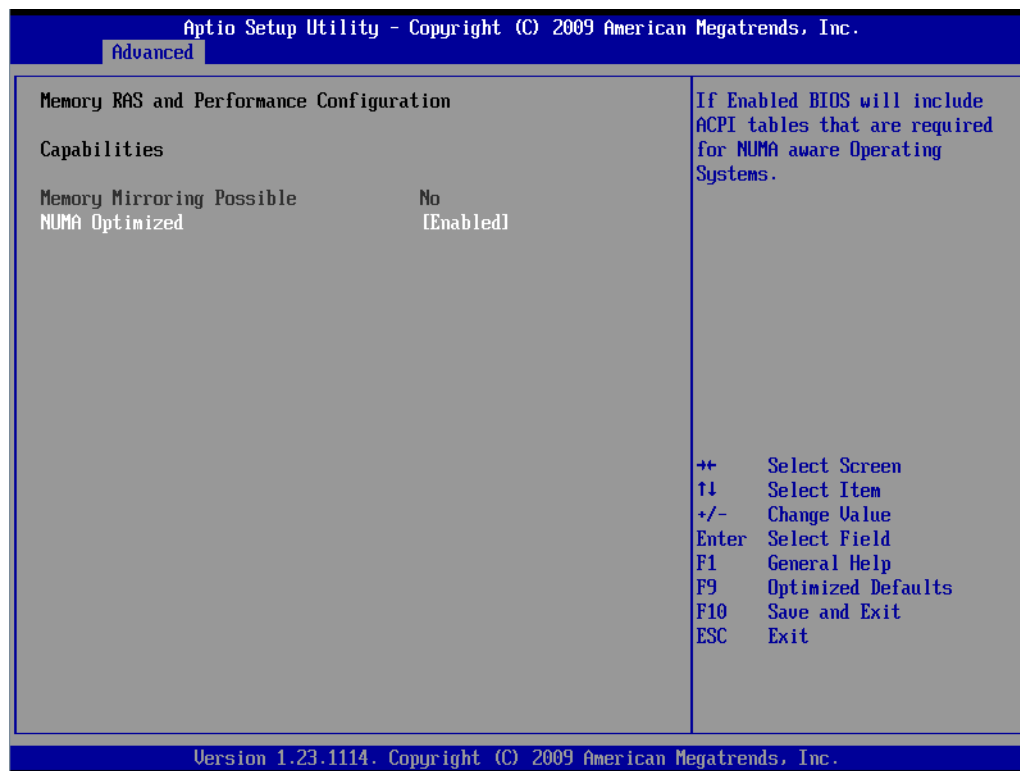 Aptio Setup Utility - Copyright (C) 2009 American Megatrends, Inc.
Advanced
Memory RAS and Performance Configuration
Capabilities
Memory Mirroring Possible No
NUMA Optimized [Enabled]
If Enabled BIOS will include
ACPI tables that are required
for NUMA aware Operating
Systems.
→← Select Screen
↑↓ Select Item
+/- Change Value
Enter Select Field
F1 General Help
F9 Optimized Defaults
F10 Save and Exit
ESC Exit
Version 1.23.1114. Copyright (C) 2009 American Megatrends, Inc.